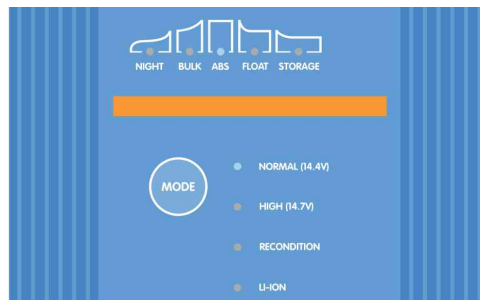 NIGHT BULK ABS FLOAT STORAGE
MODE
NORMAL (14.4V)
HIGH (14.7V)
RECONDITION
LI-ION